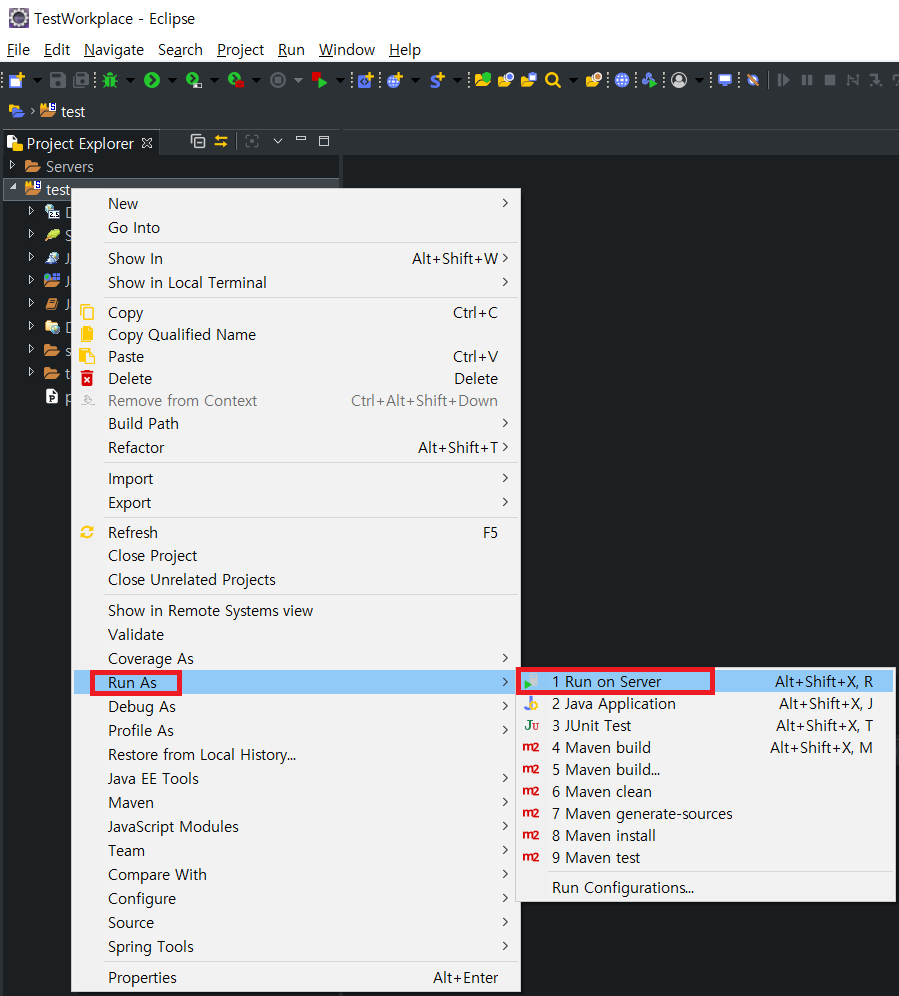 TestWorkplace - Eclipse
File Edit Navigate Search Project Run Window Help
test
Project Explorer
Servers
test
New
Go Into
Show In Alt+Shift+W
Show in Local Terminal
Copy Ctrl+C
Copy Qualified Name
Paste Ctrl+V
Delete Delete
Remove from Context Ctrl+Alt+Shift+Down
Build Path
Refactor Alt+Shift+T
Import
Export
Refresh F5
Close Project
Close Unrelated Projects
Show in Remote Systems view
Validate
Coverage As
Run As
Debug As
Profile As
Restore from Local History...
Java EE Tools
Maven
JavaScript Modules
Team
Compare With
Configure
Source
Spring Tools
Properties Alt+Enter
1 Run on Server Alt+Shift+X, R
2 Java Application Alt+Shift+X, J
3 JUnit Test Alt+Shift+X, T
4 Maven build Alt+Shift+X, M
5 Maven build...
6 Maven clean
7 Maven generate-sources
8 Maven install
9 Maven test
Run Configurations...